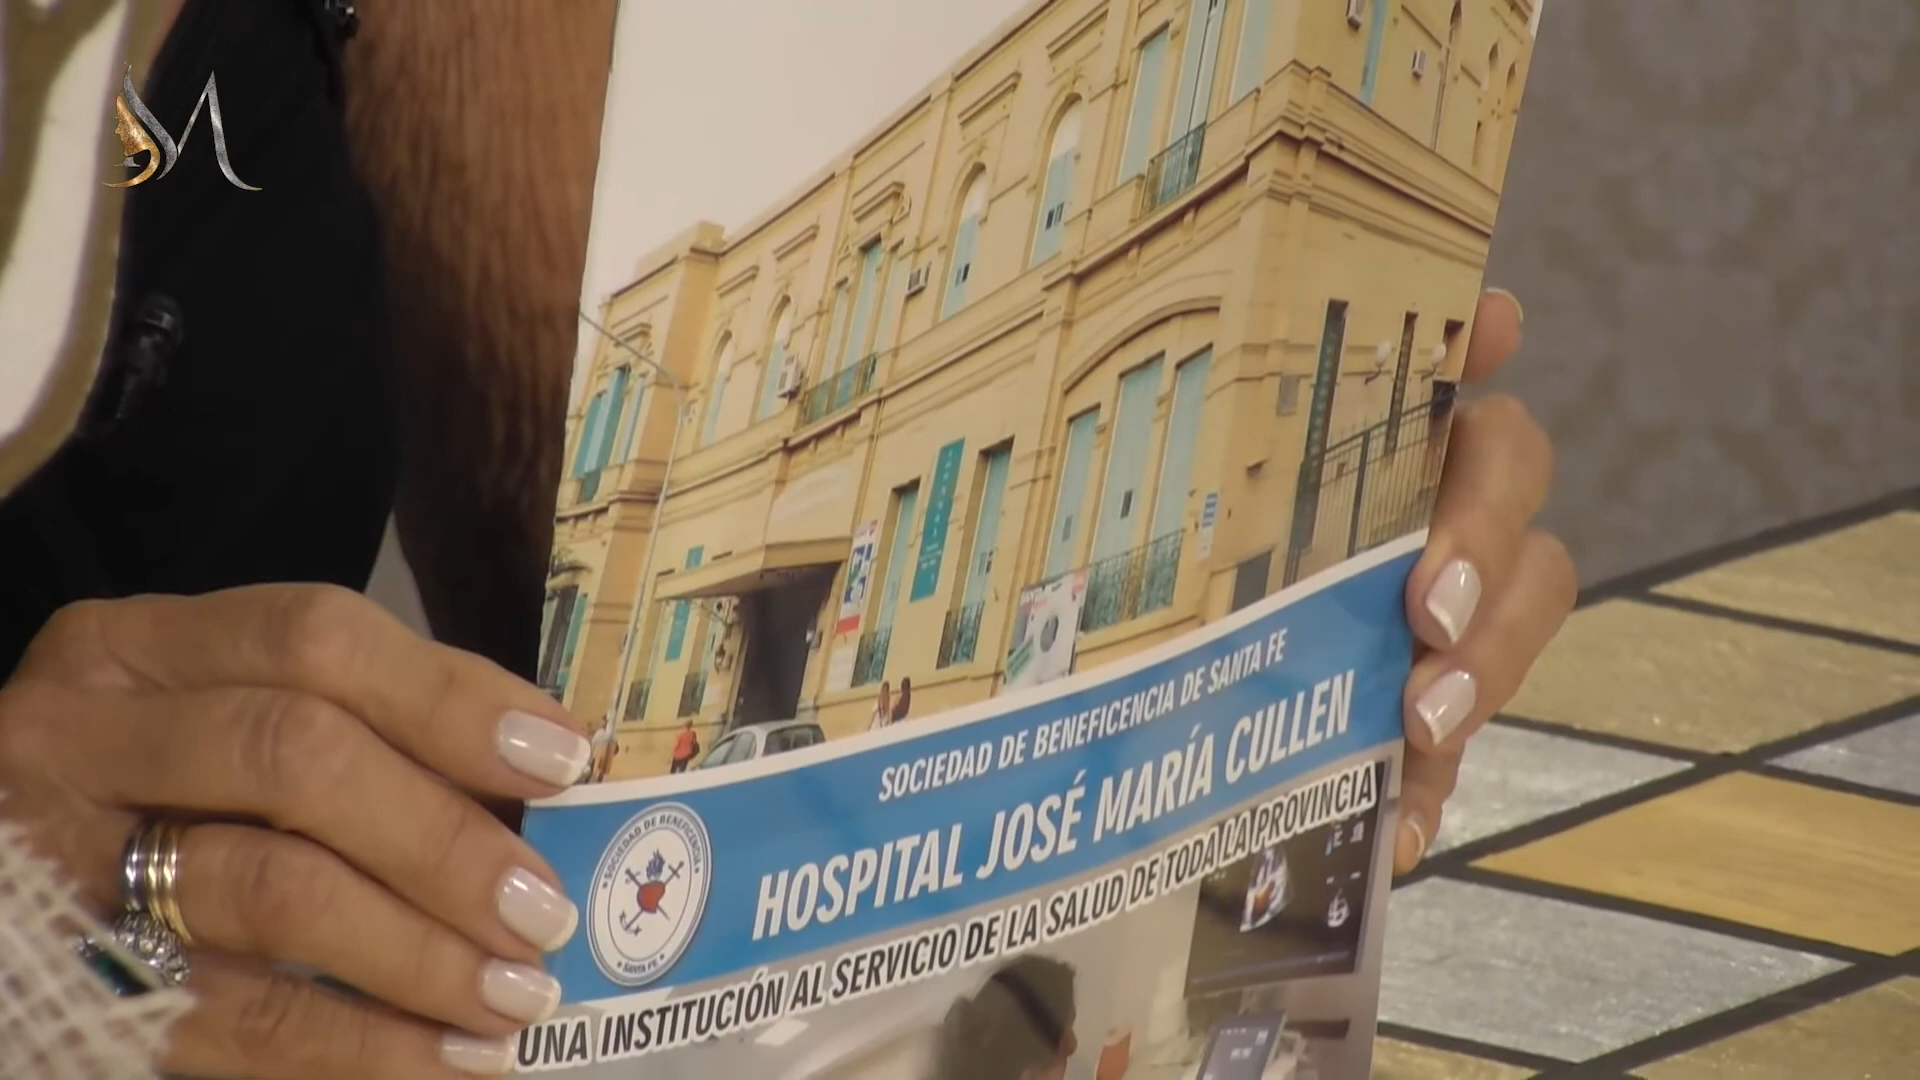 SOCIEDAD DE BENEFICENCIA DE SANTA FE
HOSPITAL JOSÉ MARÍA CULLEN
UNA INSTITUCIÓN AL SERVICIO DE LA SALUD DE TODA LA PROVINCIA
SOCIEDAD DE BENEFICENCIA
SANTA FE